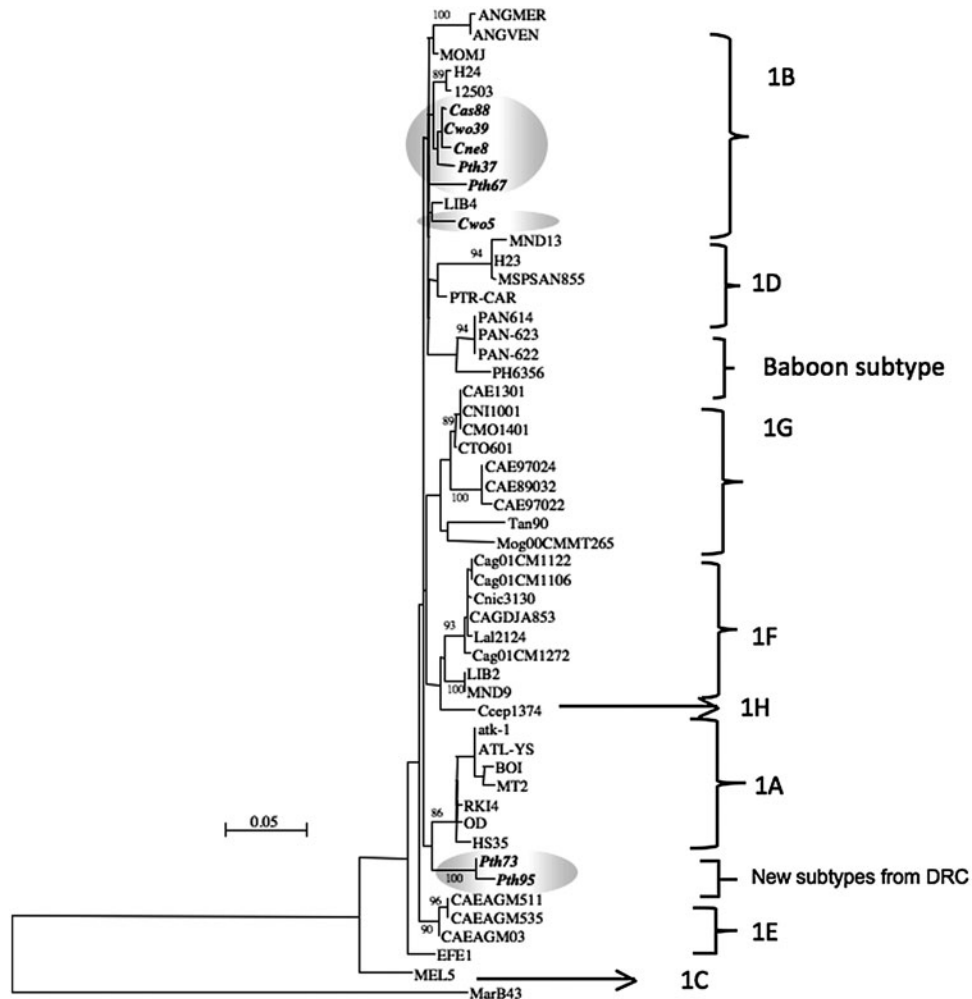 100
ANGMER
ANGVEN
MOMJ
1B
89
H24
12503
Cas88
Cwo39
Cne8
Pth37
Pth67
LIB4
Cwo5
MND13
94
H23
MSPSAN855
1D
PTR-CAR
PAN614
94
PAN-623
PAN-622
Baboon subtype
PH6356
CAE1301
CNI1001
89
CMO1401
1G
CTO601
CAE97024
CAE89032
100
CAE97022
Tan90
Mog00CMMT265
Cag01CM1122
Cag01CM1106
Cnic3130
CAGDJA853
93
Lal2124
1F
Cag01CM1272
LIB2
100
MND9
Ccep1374
1H
atk-1
ATL-YS
BOI
MT2
1A
RKI4
86
OD
0.05
HS35
Pth73
100
Pth95
New subtypes from DRC
96
CAEAGM511
CAEAGM535
90
CAEAGM03
1E
EFE1
MEL5
1C
MarB43